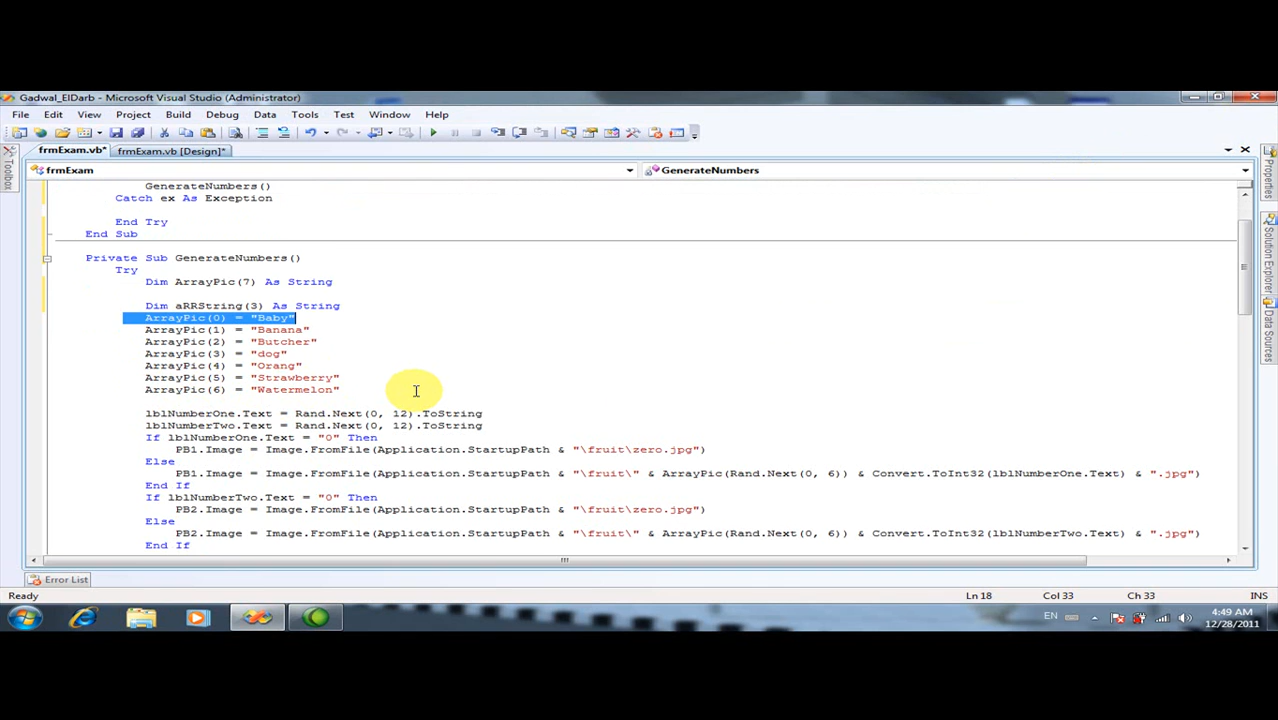 Gadwal_ElDarb - Microsoft Visual Studio (Administrator)
File Edit View Project Build Debug Data Tools Test Window Help
frmExam.vb* frmExam.vb [Design]*
Toolbox
frmExam GenerateNumbers
GenerateNumbers()
Catch ex As Exception
End Try
End Sub
Private Sub GenerateNumbers()
Try
Dim ArrayPic(7) As String
Dim aRRString(3) As String
ArrayPic(0) = "Baby"
ArrayPic(1) = "Banana"
ArrayPic(2) = "Butcher"
ArrayPic(3) = "dog"
ArrayPic(4) = "Orang"
ArrayPic(5) = "Strawberry"
ArrayPic(6) = "Watermelon"
lblNumberOne.Text = Rand.Next(0, 12).ToString
lblNumberTwo.Text = Rand.Next(0, 12).ToString
If lblNumberOne.Text = "0" Then
PB1.Image = Image.FromFile(Application.StartupPath & "\fruit\zero.jpg")
Else
PB1.Image = Image.FromFile(Application.StartupPath & "\fruit\" & ArrayPic(Rand.Next(0, 6)) & Convert.ToInt32(lblNumberOne.Text) & ".jpg")
End If
If lblNumberTwo.Text = "0" Then
PB2.Image = Image.FromFile(Application.StartupPath & "\fruit\zero.jpg")
Else
PB2.Image = Image.FromFile(Application.StartupPath & "\fruit\" & ArrayPic(Rand.Next(0, 6)) & Convert.ToInt32(lblNumberTwo.Text) & ".jpg")
End If
Properties
Solution Explorer
Data Sources
Error List
Ready Ln 18 Col 33 Ch 33 INS
EN 4:49 AM
12/28/2011